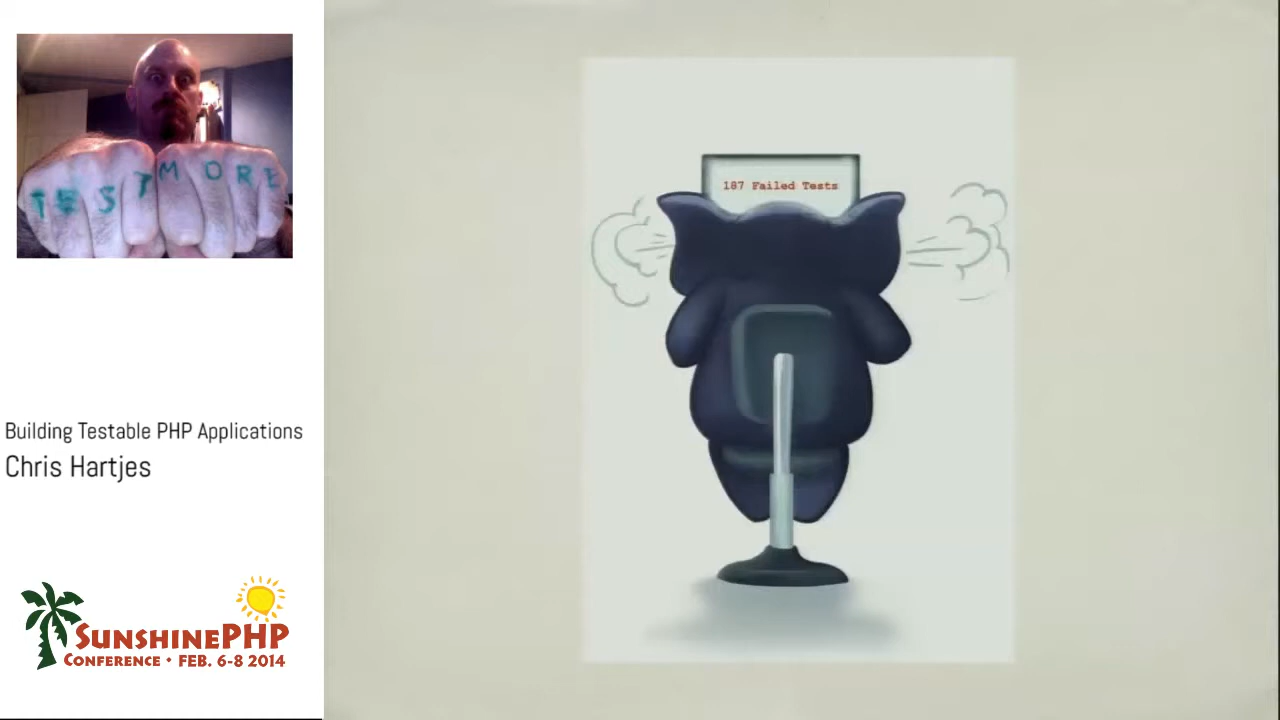 TEST MORE
Building Testable PHP Applications
Chris Hartjes
SUNSHINEPHP
CONFERENCE • FEB. 6-8 2014
187 Failed Tests